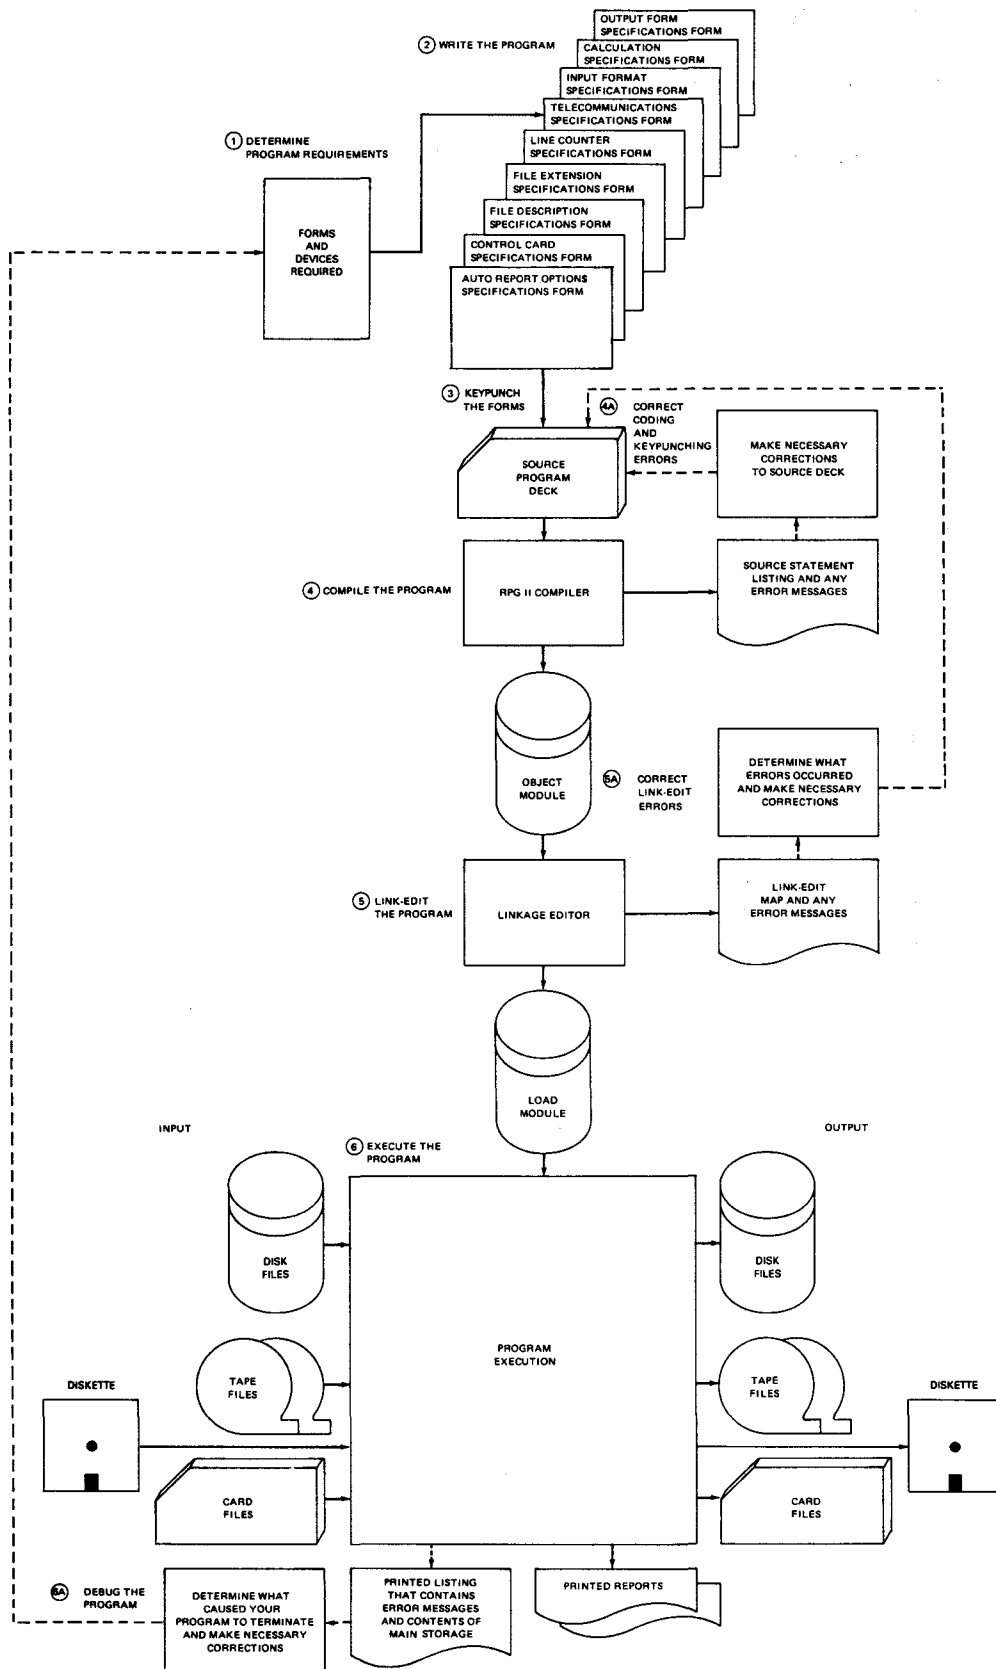 OUTPUT FORM
SPECIFICATIONS FORM
② WRITE THE PROGRAM
CALCULATION
SPECIFICATIONS FORM
INPUT FORMAT
SPECIFICATIONS FORM
TELECOMMUNICATIONS
SPECIFICATIONS FORM
① DETERMINE
PROGRAM REQUIREMENTS
LINE COUNTER
SPECIFICATIONS FORM
FILE EXTENSION
SPECIFICATIONS FORM
FILE DESCRIPTION
SPECIFICATIONS FORM
FORMS
AND
DEVICES
REQUIRED
CONTROL CARD
SPECIFICATIONS FORM
AUTO REPORT OPTIONS
SPECIFICATIONS FORM
③ KEYPUNCH
THE FORMS
4A CORRECT
CODING
AND
KEYPUNCHING
ERRORS
MAKE NECESSARY
CORRECTIONS
TO SOURCE DECK
SOURCE
PROGRAM
DECK
④ COMPILE THE PROGRAM
RPG II COMPILER
SOURCE STATEMENT
LISTING AND ANY
ERROR MESSAGES
OBJECT
MODULE
5A CORRECT
LINK-EDIT
ERRORS
DETERMINE WHAT
ERRORS OCCURRED
AND MAKE NECESSARY
CORRECTIONS
⑤ LINK-EDIT
THE PROGRAM
LINKAGE EDITOR
LINK-EDIT
MAP AND ANY
ERROR MESSAGES
LOAD
MODULE
INPUT
OUTPUT
⑥ EXECUTE THE
PROGRAM
DISK
FILES
DISK
FILES
PROGRAM
EXECUTION
TAPE
FILES
TAPE
FILES
DISKETTE
DISKETTE
CARD
FILES
CARD
FILES
6A DEBUG THE
PROGRAM
DETERMINE WHAT
CAUSED YOUR
PROGRAM TO TERMINATE
AND MAKE NECESSARY
CORRECTIONS
PRINTED LISTING
THAT CONTAINS
ERROR MESSAGES
AND CONTENTS OF
MAIN STORAGE
PRINTED REPORTS